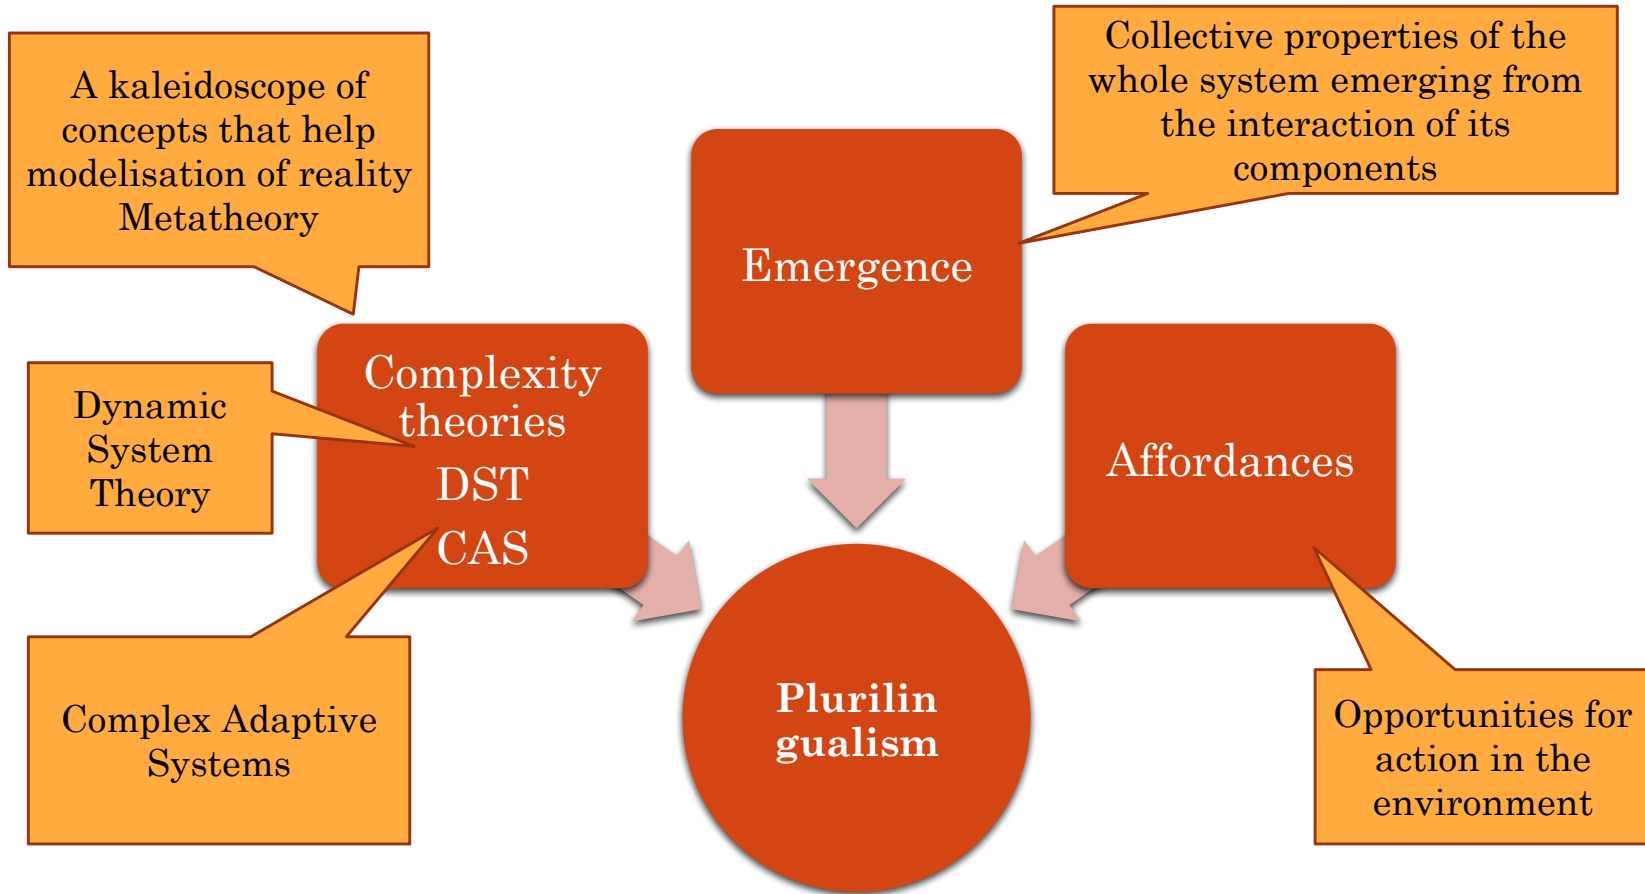 A kaleidoscope of
concepts that help
modelisation of reality
Metatheory
Collective properties of the
whole system emerging from
the interaction of its
components
Emergence
Complexity
theories
DST
CAS
Dynamic
System
Theory
Affordances
Complex Adaptive
Systems
Plurilin
gualism
Opportunities for
action in the
environment